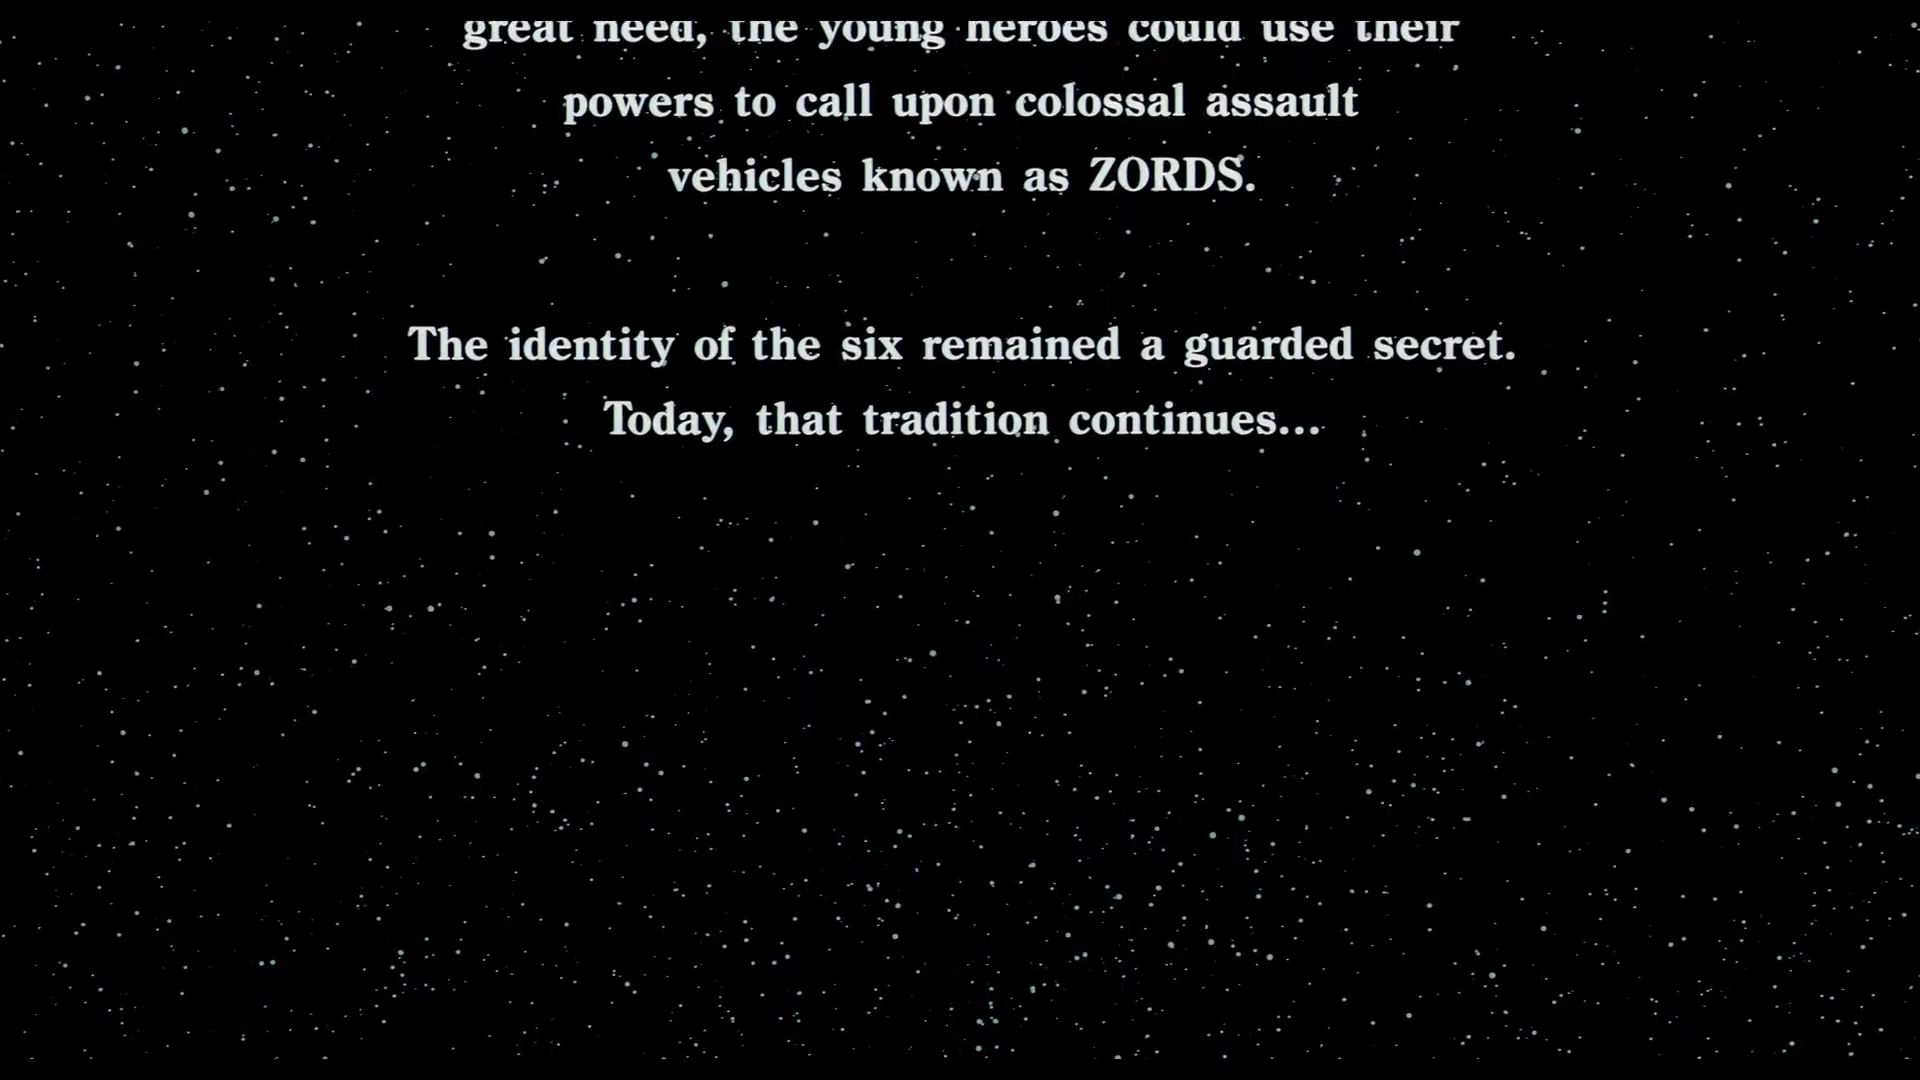 great need, the young heroes could use their
powers to call upon colossal assault
vehicles known as ZORDS.
The identity of the six remained a guarded secret.
Today, that tradition continues...